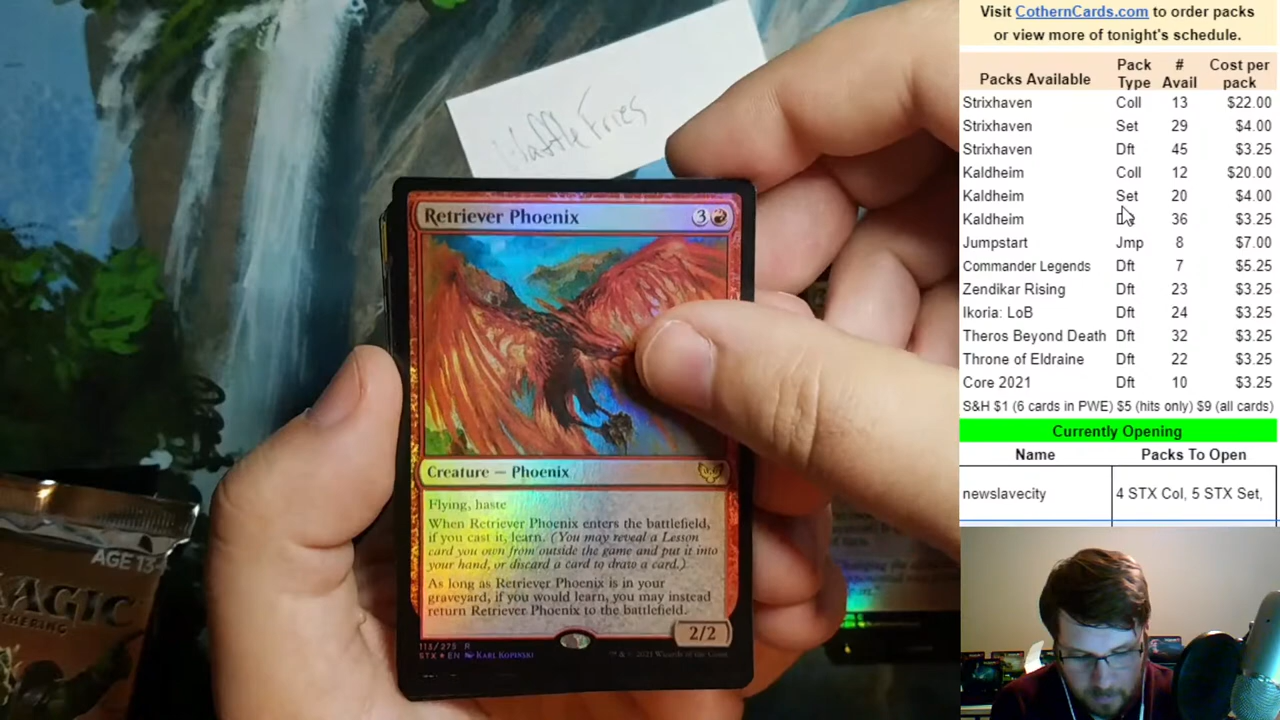 Waffle Fries
Retriever Phoenix
3
Creature — Phoenix
Flying, haste
When Retriever Phoenix enters the battlefield,
if you cast it, learn. (You may reveal a Lesson
card you own from outside the game and put it into
your hand, or discard a card to draw a card.)
As long as Retriever Phoenix is in your
graveyard, if you would learn, you may instead
return Retriever Phoenix to the battlefield.
2/2
113/275 R
STX ★ EN KARL KOPINSKI
AGE 13+
MAGIC
GATHERING
Visit CothernCards.com to order packs
or view more of tonight's schedule.
Packs Available Pack Type # Avail Cost per pack
Strixhaven Coll 13 $22.00
Strixhaven Set 29 $4.00
Strixhaven Dft 45 $3.25
Kaldheim Coll 12 $20.00
Kaldheim Set 20 $4.00
Kaldheim 36 $3.25
Jumpstart Jmp 8 $7.00
Commander Legends Dft 7 $5.25
Zendikar Rising Dft 23 $3.25
Ikoria: LoB Dft 24 $3.25
Theros Beyond Death Dft 32 $3.25
Throne of Eldraine Dft 22 $3.25
Core 2021 Dft 10 $3.25
S&H $1 (6 cards in PWE) $5 (hits only) $9 (all cards)
Currently Opening
Name Packs To Open
newslavecity 4 STX Col, 5 STX Set,